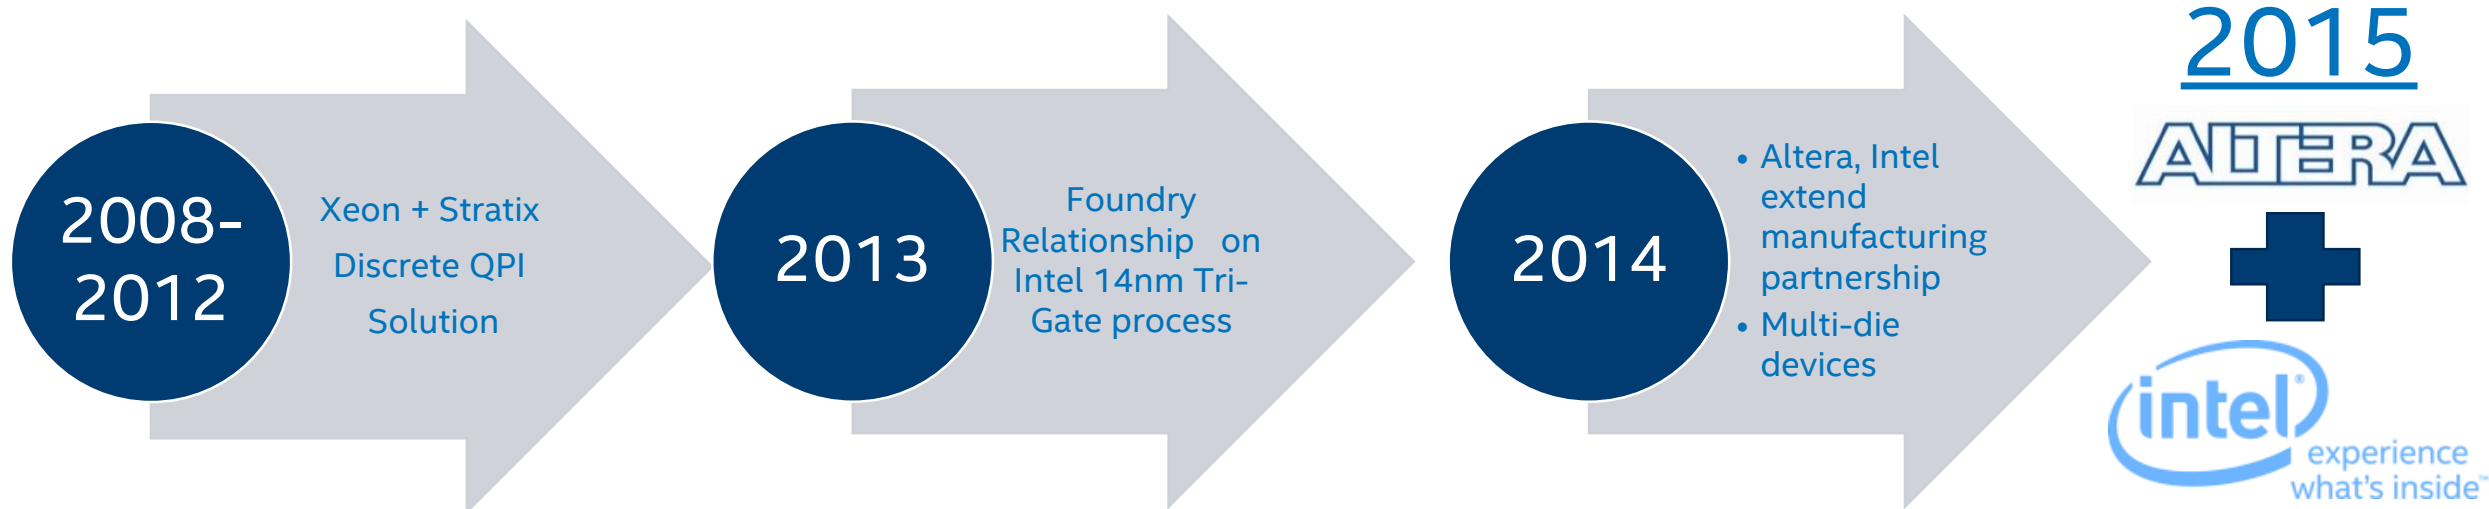 2008-
2012
Xeon + Stratix
Discrete QPI
Solution
2013
Foundry
Relationship on
Intel 14nm Tri-
Gate process
2014
• Altera, Intel
extend
manufacturing
partnership
• Multi-die
devices
2015
ALTERA
intel®
experience
what's inside™